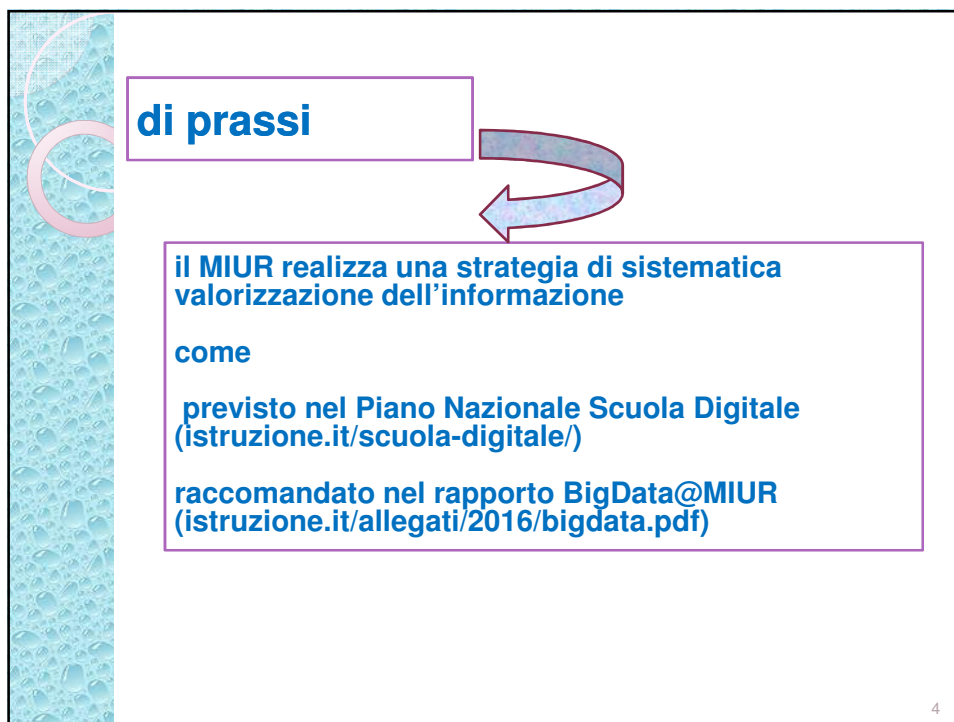 di prassi
il MIUR realizza una strategia di sistematica
valorizzazione dell’informazione
come
previsto nel Piano Nazionale Scuola Digitale
(istruzione.it/scuola-digitale/)
raccomandato nel rapporto BigData@MIUR
(istruzione.it/allegati/2016/bigdata.pdf)
4